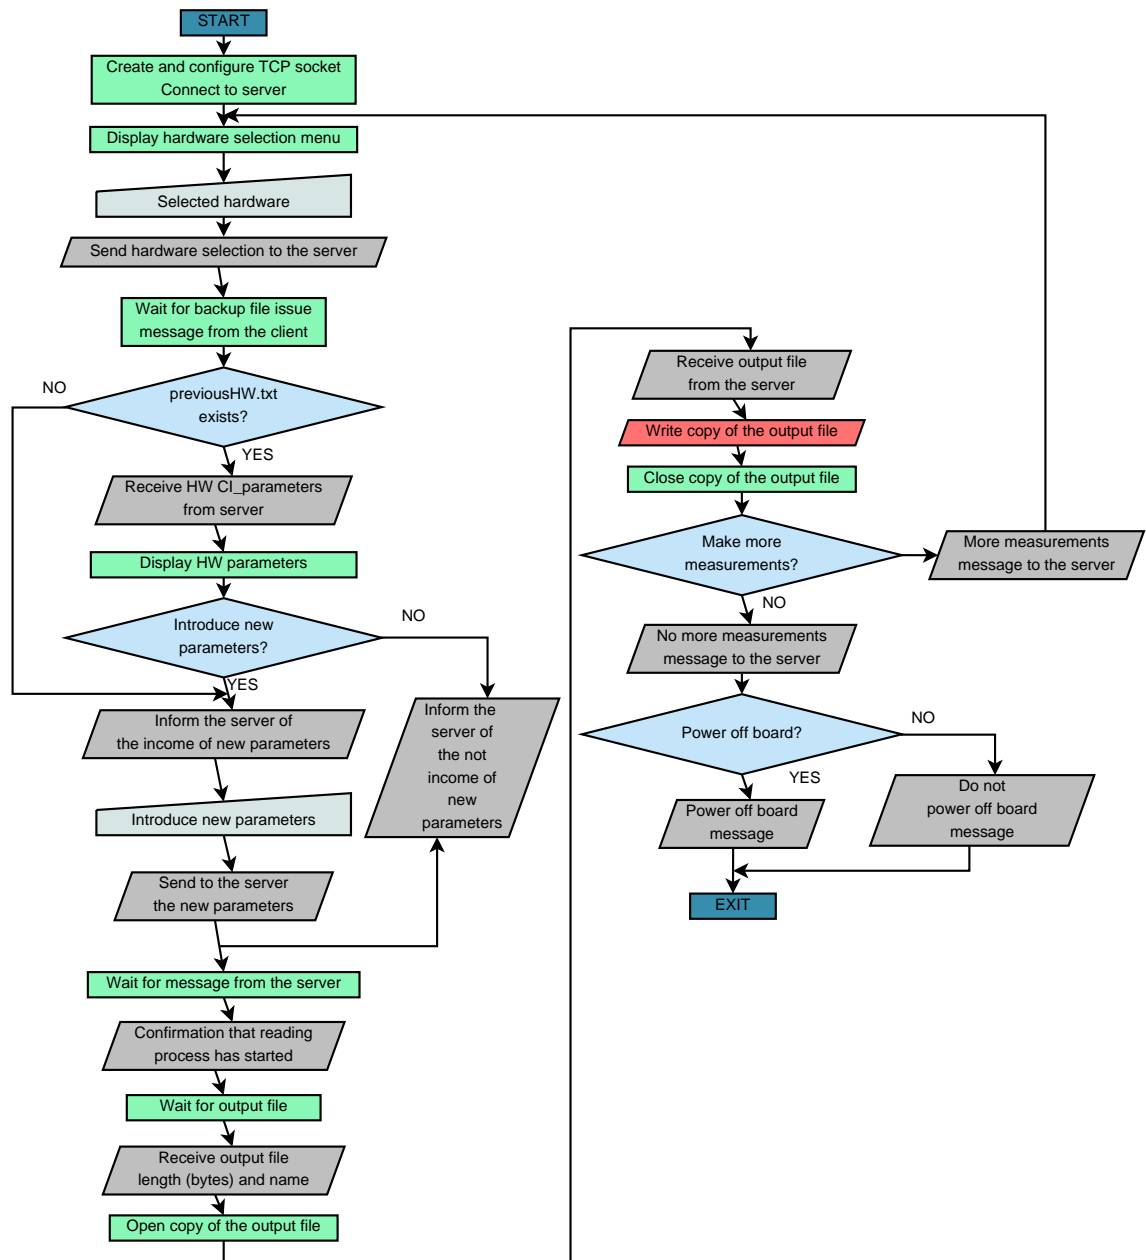 START
Create and configure TCP socket
Connect to server
Display hardware selection menu
Selected hardware
Send hardware selection to the server
Wait for backup file issue
message from the client
NO
previousHW.txt
exists?
YES
Receive HW CI_parameters
from server
Display HW parameters
Introduce new
parameters?
NO
YES
Inform the server of
the income of new parameters
Inform the
server of
the not
income of
new
parameters
Introduce new parameters
Send to the server
the new parameters
Wait for message from the server
Confirmation that reading
process has started
Wait for output file
Receive output file
length (bytes) and name
Open copy of the output file
Receive output file
from the server
Write copy of the output file
Close copy of the output file
Make more
measurements?
More measurements
message to the server
NO
No more measurements
message to the server
Power off board?
NO
YES
Power off board
message
Do not
power off board
message
EXIT